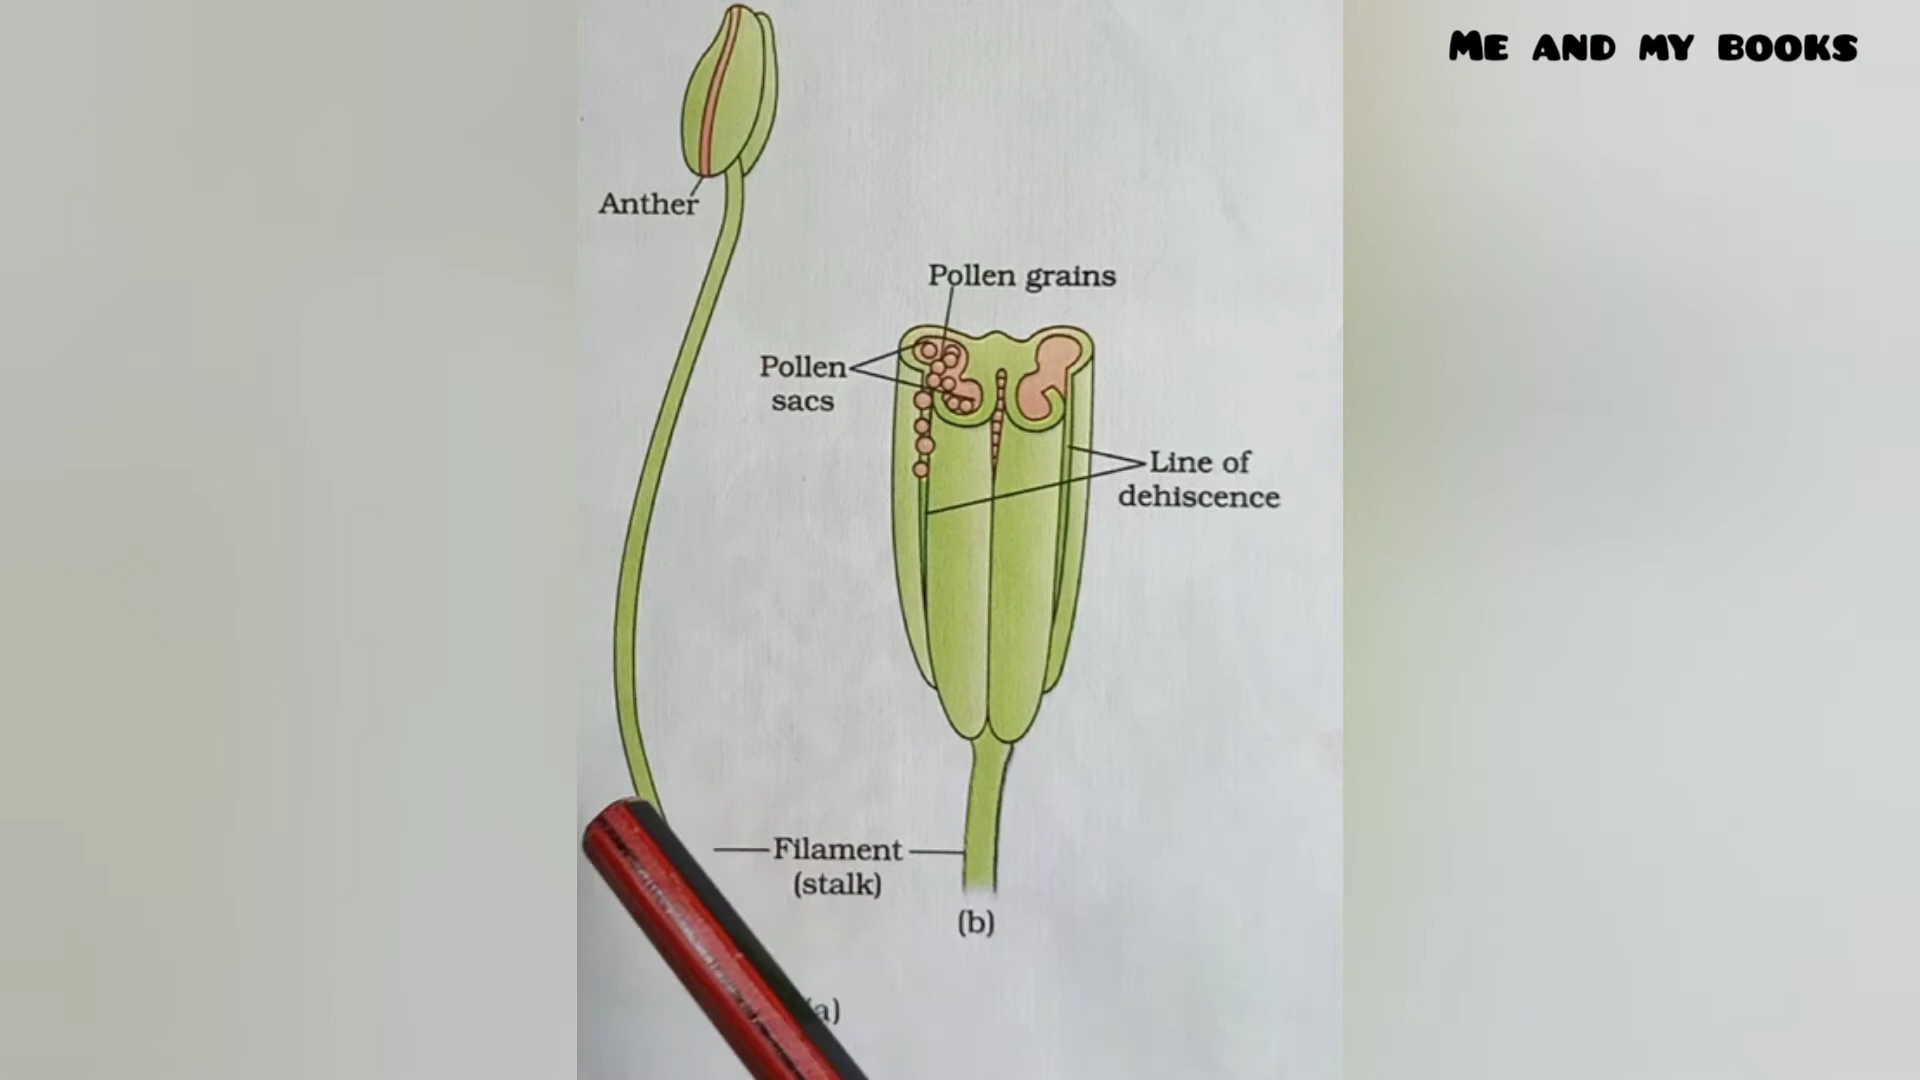 ME AND MY BOOKS
Anther
Pollen grains
Pollen
sacs
Line of
dehiscence
Filament
(stalk)
(b)
a)